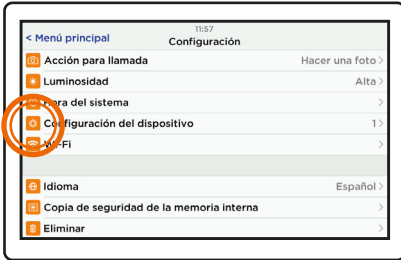 11:57
< Menú principal
Configuración
Acción para llamada Hacer una foto >
Luminosidad Alta >
Hora del sistema >
Configuración del dispositivo 1 >
Wi-Fi >
Idioma Español >
Copia de seguridad de la memoria interna >
Eliminar >